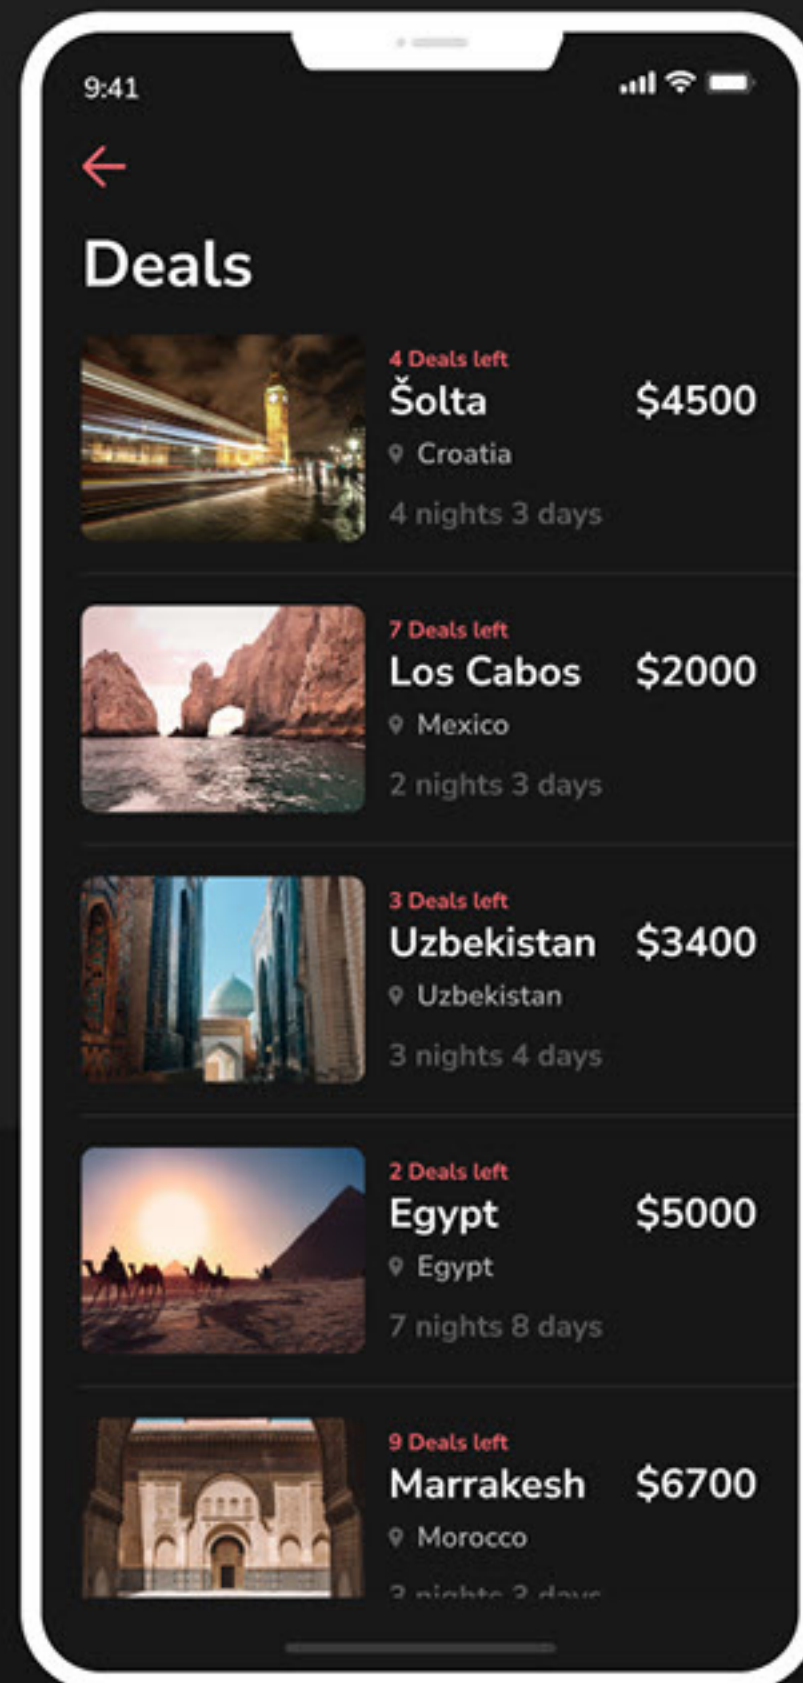 9:41
Deals
4 Deals left
Šolta $4500
Croatia
4 nights 3 days
7 Deals left
Los Cabos $2000
Mexico
2 nights 3 days
3 Deals left
Uzbekistan $3400
Uzbekistan
3 nights 4 days
2 Deals left
Egypt $5000
Egypt
7 nights 8 days
9 Deals left
Marrakesh $6700
Morocco
nights days